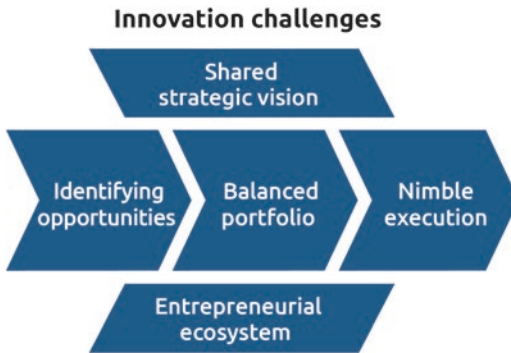 Innovation challenges
Shared
strategic vision
Identifying
opportunities
Balanced
portfolio
Nimble
execution
Entrepreneurial
ecosystem